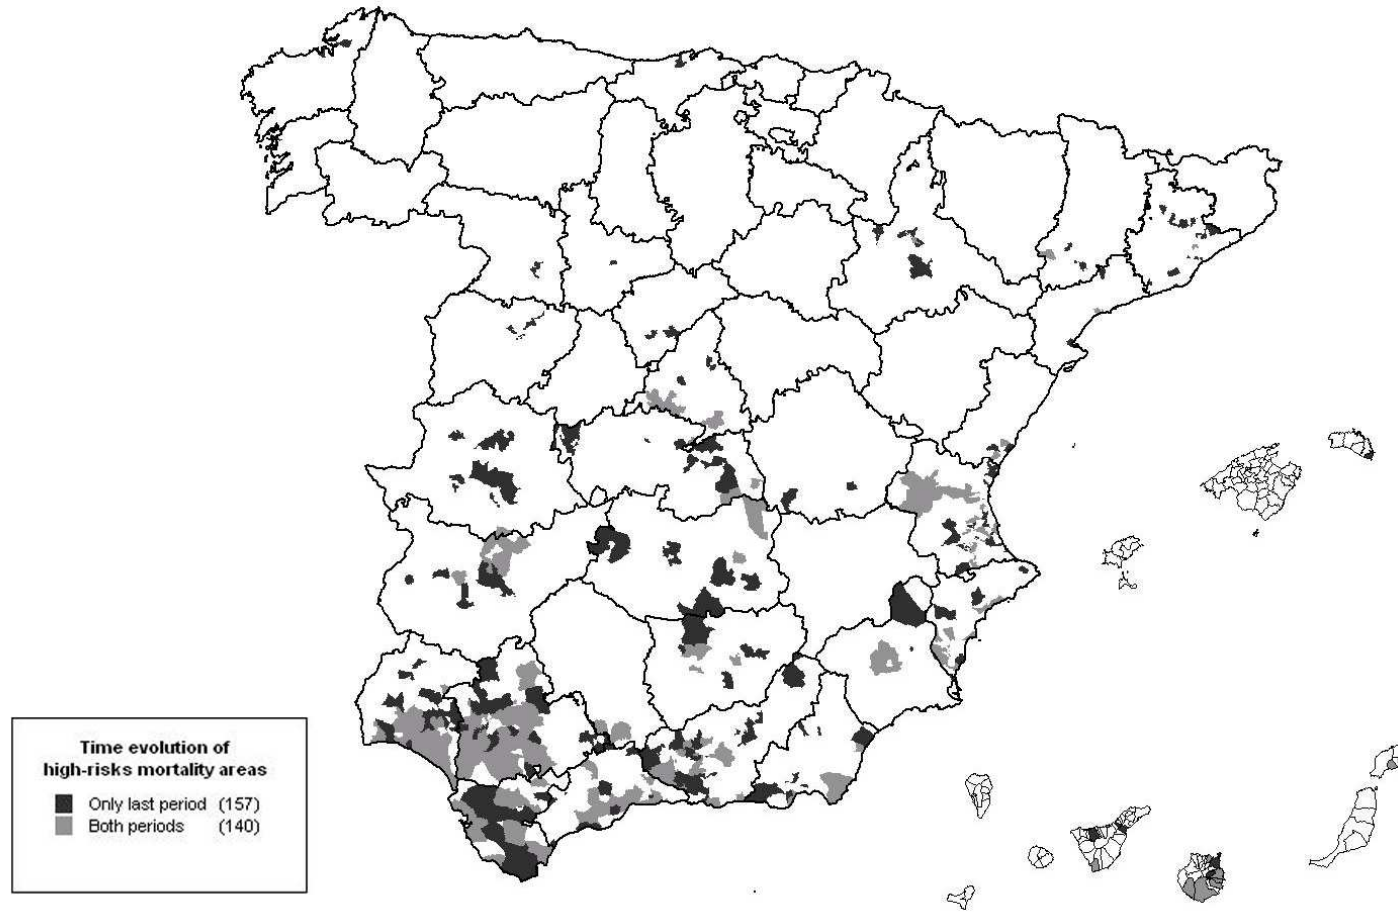 Time evolution of
high-risks mortality areas
Only last period (157)
Both periods (140)